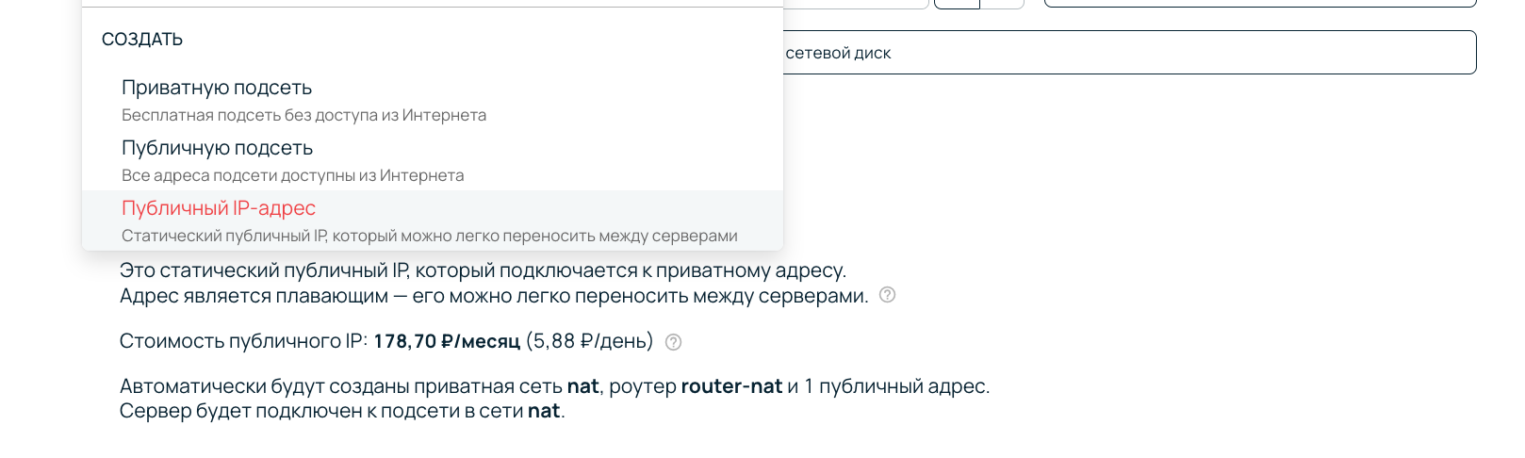 СОЗДАТЬ
сетевой диск
Приватную подсеть
Бесплатная подсеть без доступа из Интернета
Публичную подсеть
Все адреса подсети доступны из Интернета
Публичный IP-адрес
Статический публичный IP, который можно легко переносить между серверами
Это статический публичный IP, который подключается к приватному адресу.
Адрес является плавающим — его можно легко переносить между серверами.
Стоимость публичного IP: 178,70 ₽/месяц (5,88 ₽/день)
Автоматически будут созданы приватная сеть nat, роутер router-nat и 1 публичный адрес.
Сервер будет подключен к подсети в сети nat.